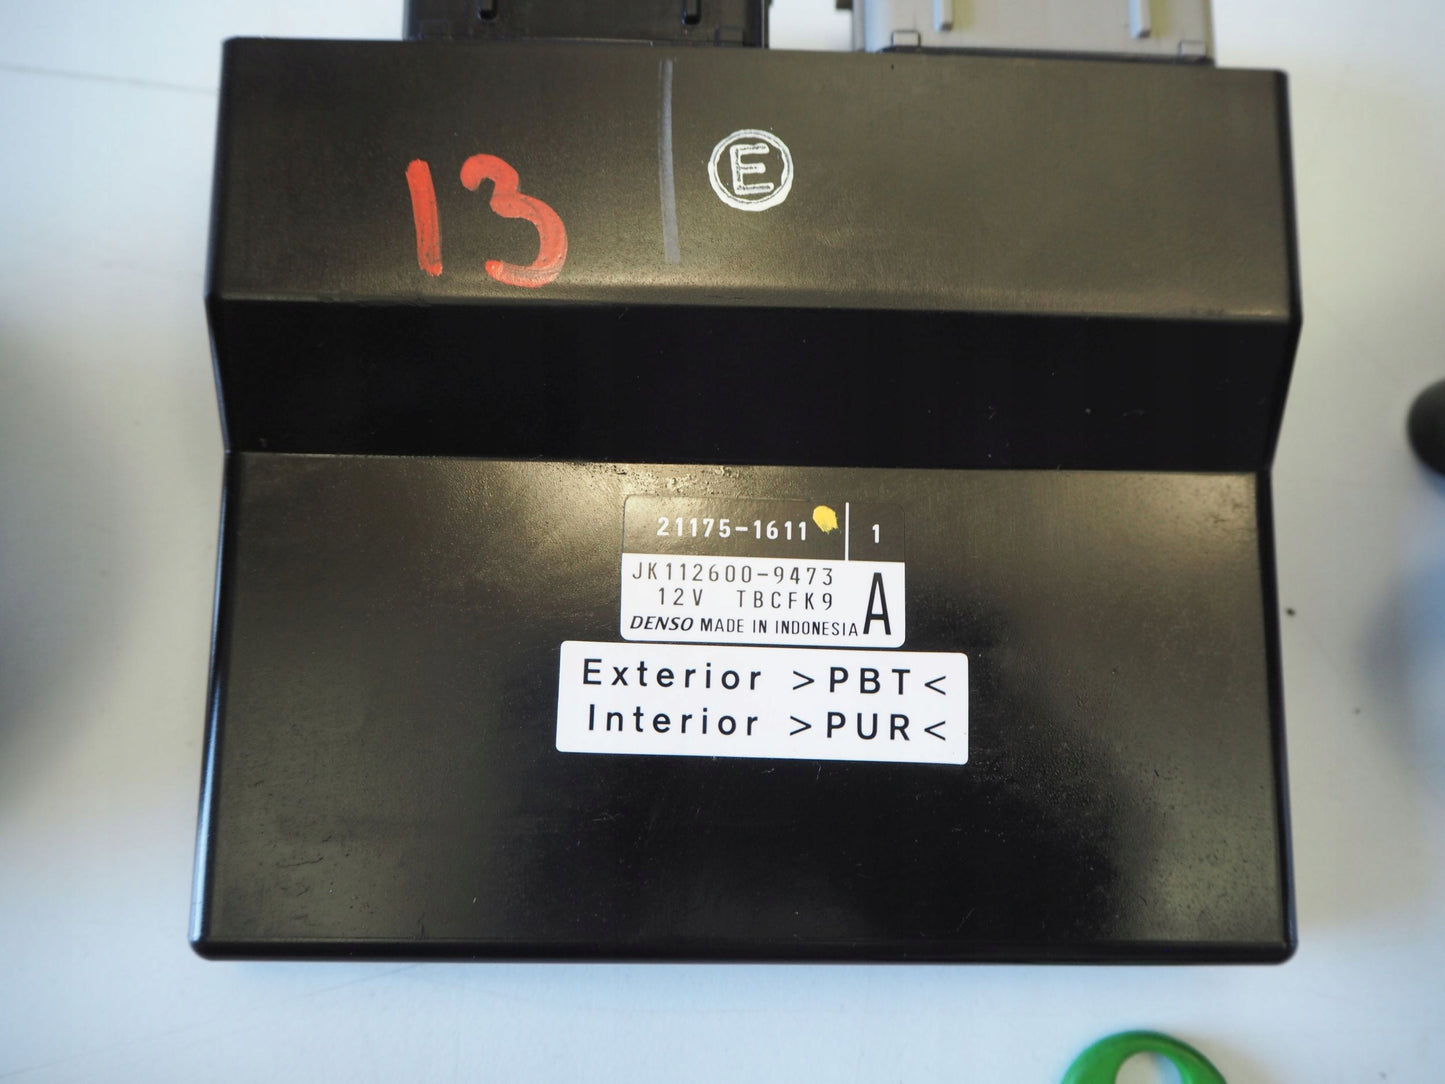 13
E
21175-1611 1
JK112600-9473
12V TBCFK9 A
DENSO MADE IN INDONESIA
Exterior >PBT<
Interior >PUR<